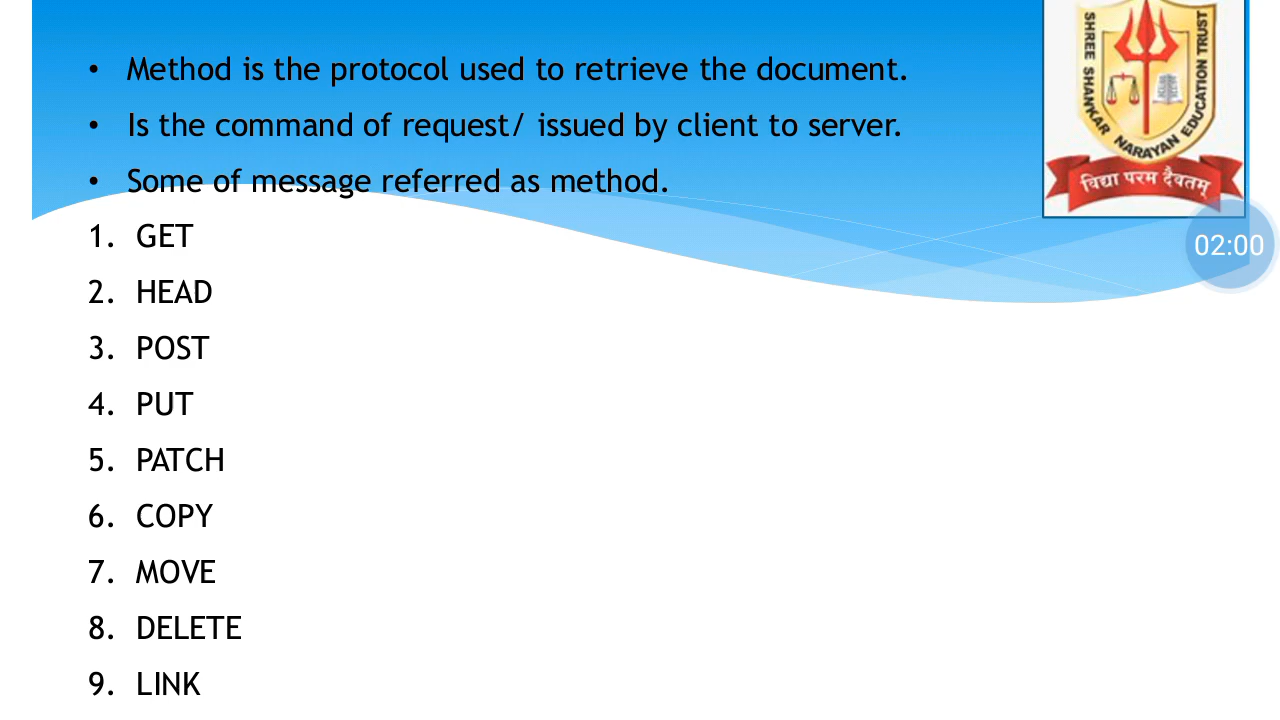 • Method is the protocol used to retrieve the document.
• Is the command of request/ issued by client to server.
• Some of message referred as method.
1. GET
2. HEAD
3. POST
4. PUT
5. PATCH
6. COPY
7. MOVE
8. DELETE
9. LINK
SHREE SHANKAR NARAYAN EDUCATION TRUST
विद्या परम दैवतम्
02:00